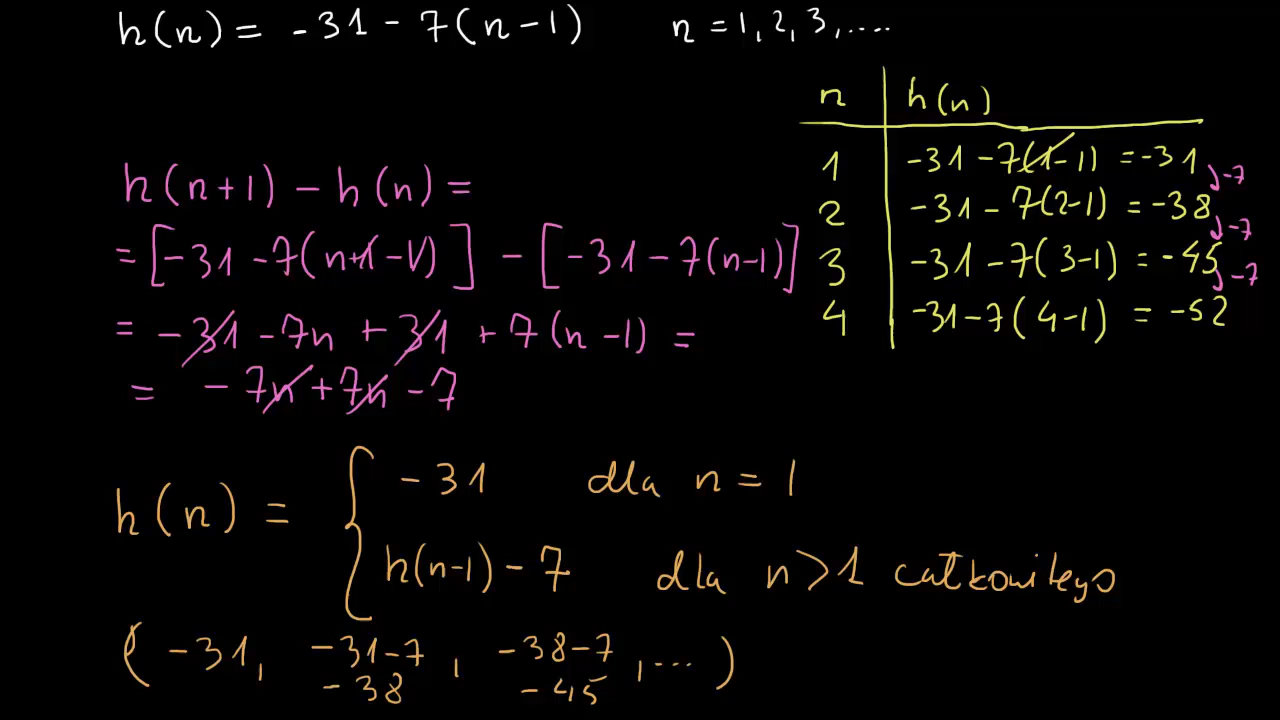 h(n) = -31 - 7(n-1) n = 1, 2, 3, ....
n h(n)
1 -31 - 7(1-1) = -31 -7
2 -31 - 7(2-1) = -38 -7
3 -31 - 7(3-1) = -45 -7
4 -31 - 7(4-1) = -52
h(n+1) - h(n) =
= [-31 - 7(n+1-1)] - [-31 - 7(n-1)]
= -31 - 7n + 31 + 7(n-1) =
= -7n + 7n - 7
h(n) = { -31 dla n = 1
h(n-1) - 7 dla n > 1 całkowitego
(-31, -31-7, -38-7, ...)
-38 -45